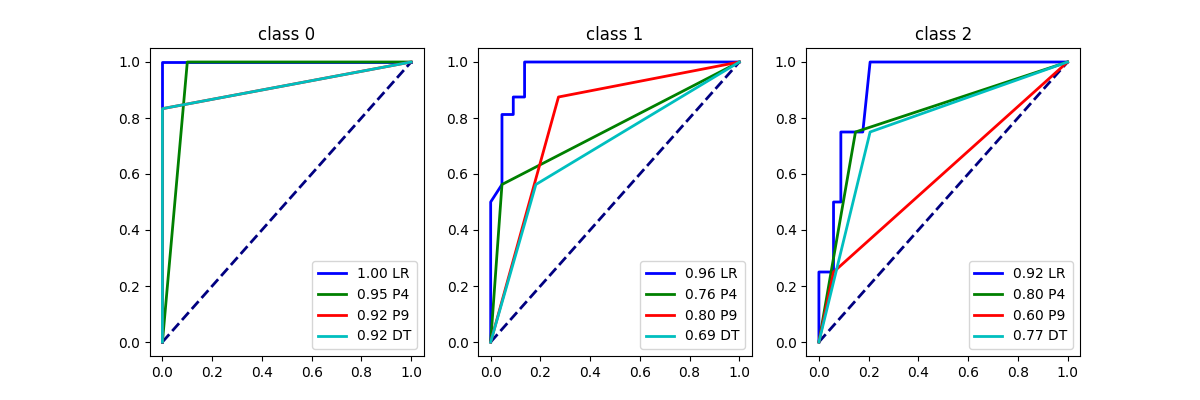 class 0
1.0
0.8
0.6
0.4
0.2
0.0
0.0 0.2 0.4 0.6 0.8 1.0
1.00 LR
0.95 P4
0.92 P9
0.92 DT
class 1
1.0
0.8
0.6
0.4
0.2
0.0
0.0 0.2 0.4 0.6 0.8 1.0
0.96 LR
0.76 P4
0.80 P9
0.69 DT
class 2
1.0
0.8
0.6
0.4
0.2
0.0
0.0 0.2 0.4 0.6 0.8 1.0
0.92 LR
0.80 P4
0.60 P9
0.77 DT